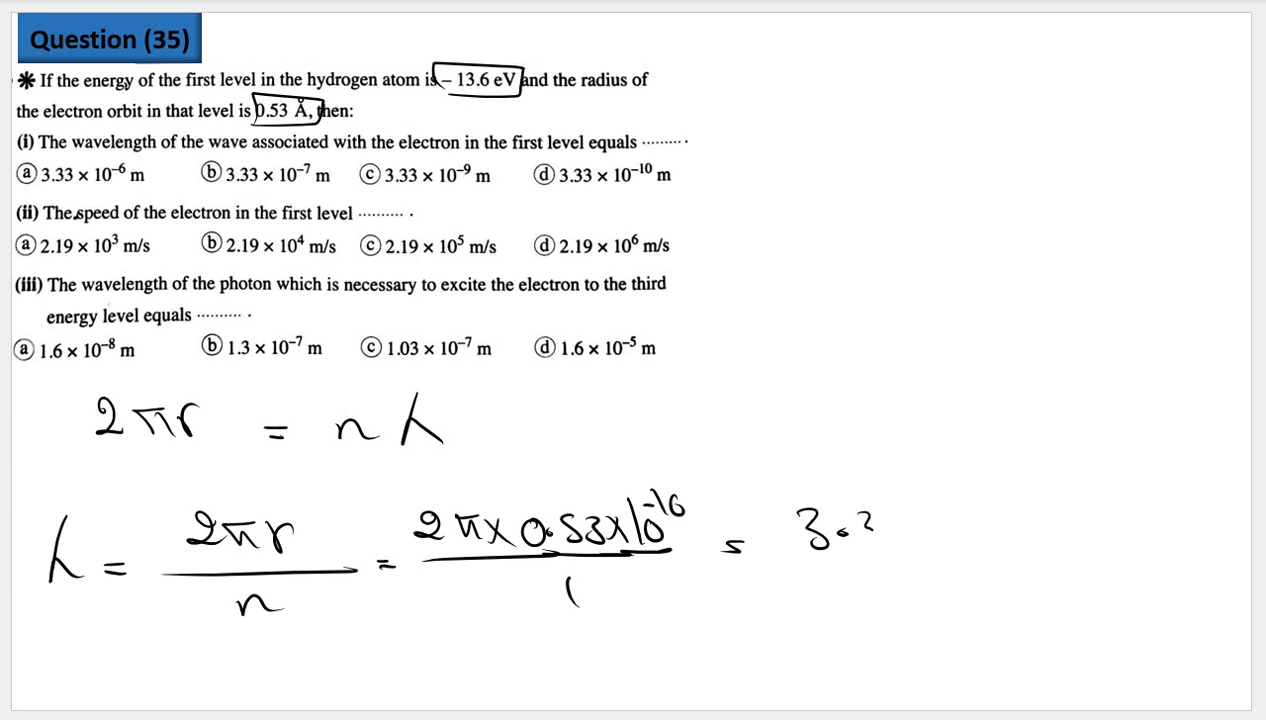 Question (35)
✱ If the energy of the first level in the hydrogen atom is – 13.6 eV and the radius of
the electron orbit in that level is 0.53 Å, then:
(i) The wavelength of the wave associated with the electron in the first level equals ·········
ⓐ 3.33 × 10⁻⁶ m ⓑ 3.33 × 10⁻⁷ m ⓒ 3.33 × 10⁻⁹ m ⓓ 3.33 × 10⁻¹⁰ m
(ii) The speed of the electron in the first level ·········· .
ⓐ 2.19 × 10³ m/s ⓑ 2.19 × 10⁴ m/s ⓒ 2.19 × 10⁵ m/s ⓓ 2.19 × 10⁶ m/s
(iii) The wavelength of the photon which is necessary to excite the electron to the third
energy level equals ·········· .
ⓐ 1.6 × 10⁻⁸ m ⓑ 1.3 × 10⁻⁷ m ⓒ 1.03 × 10⁻⁷ m ⓓ 1.6 × 10⁻⁵ m
2πr = nλ
λ = 2πr / n = 2π × 0.53 × 10⁻¹⁰ / 1 = 3.3